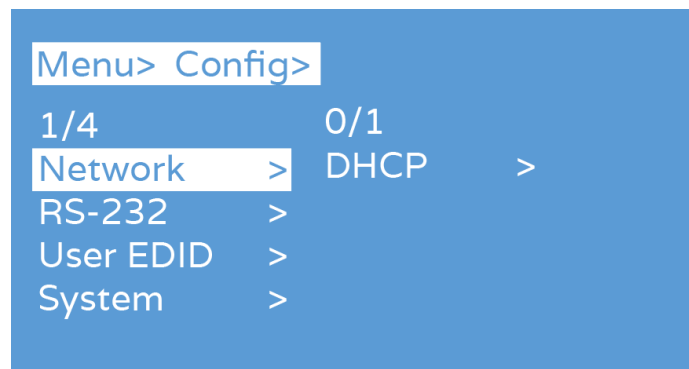 Menu> Config>
1/4 0/1
Network > DHCP >
RS-232 >
User EDID >
System >